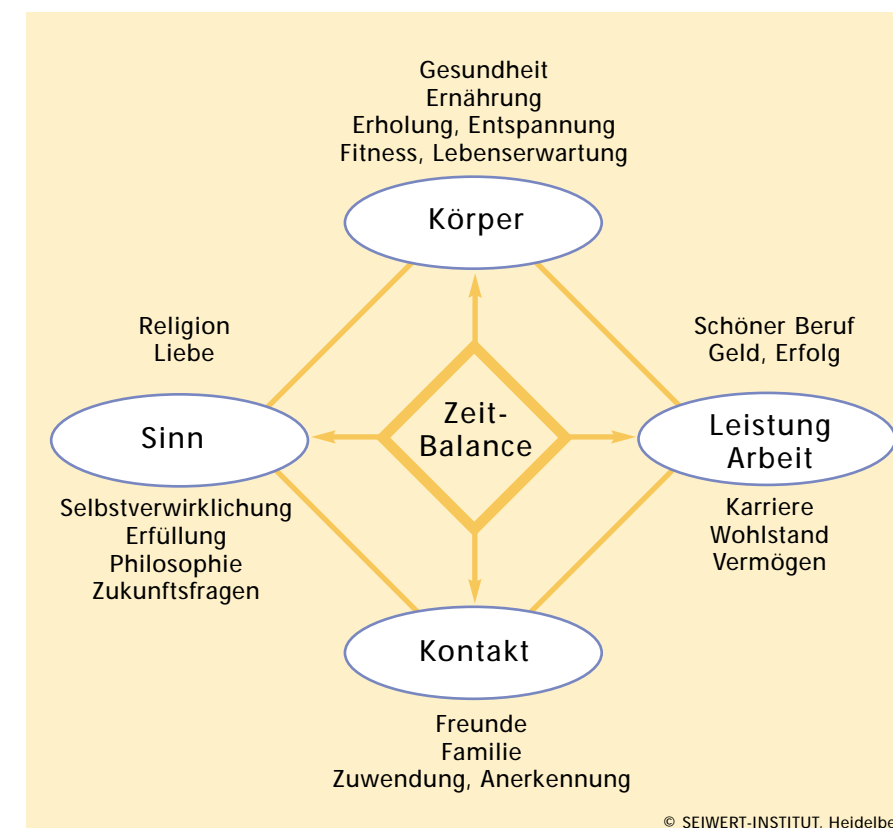 Gesundheit
Ernährung
Erholung, Entspannung
Fitness, Lebenserwartung
Körper
Religion
Liebe
Schöner Beruf
Geld, Erfolg
Sinn
Zeit-
Balance
Leistung
Arbeit
Selbstverwirklichung
Erfüllung
Philosophie
Zukunftsfragen
Karriere
Wohlstand
Vermögen
Kontakt
Freunde
Familie
Zuwendung, Anerkennung
© SEIWERT-INSTITUT, Heidelbe